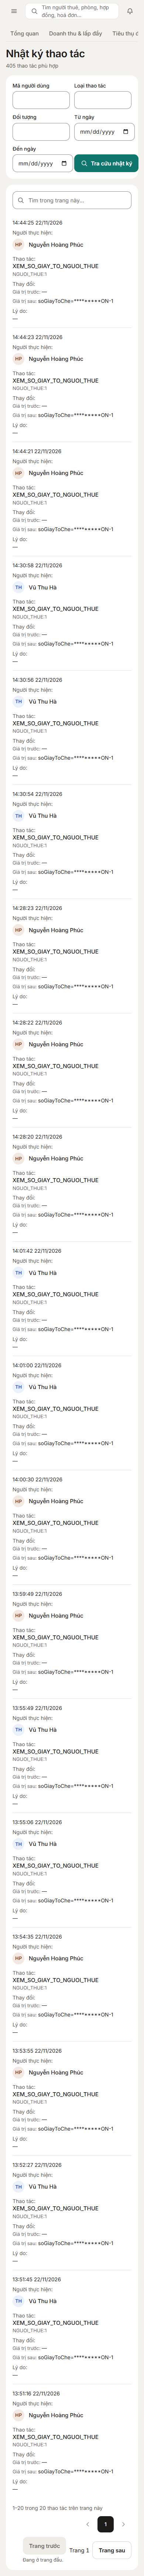 Tìm người thuê, phòng, hợp đồng, hoá đơn...
Tổng quan
Danh thu & lấp đầy
Tiêu thụ đ
Nhật ký thao tác
405 thao tác phù hợp
Mã người dùng
Loại thao tác
Đối tượng
Từ ngày
mm/dd/yyyy
Đến ngày
mm/dd/yyyy
Tra cứu nhật ký
Tìm trong trang này...
14:44:25 22/11/2026
Người thực hiện:
HP Nguyễn Hoàng Phúc
Thao tác:
XEM_SO_GIAY_TO_NGUOI_THUE
NGUOI_THUE:1
Thay đổi:
Giá trị trước: —
Giá trị sau: soGiayToChe=********ON-1
Lý do:
—
14:44:23 22/11/2026
Người thực hiện:
HP Nguyễn Hoàng Phúc
Thao tác:
XEM_SO_GIAY_TO_NGUOI_THUE
NGUOI_THUE:1
Thay đổi:
Giá trị trước: —
Giá trị sau: soGiayToChe=********ON-1
Lý do:
—
14:44:21 22/11/2026
Người thực hiện:
HP Nguyễn Hoàng Phúc
Thao tác:
XEM_SO_GIAY_TO_NGUOI_THUE
NGUOI_THUE:1
Thay đổi:
Giá trị trước: —
Giá trị sau: soGiayToChe=********ON-1
Lý do:
—
14:30:58 22/11/2026
Người thực hiện:
TH Vũ Thu Hà
Thao tác:
XEM_SO_GIAY_TO_NGUOI_THUE
NGUOI_THUE:1
Thay đổi:
Giá trị trước: —
Giá trị sau: soGiayToChe=********ON-1
Lý do:
—
14:30:56 22/11/2026
Người thực hiện:
TH Vũ Thu Hà
Thao tác:
XEM_SO_GIAY_TO_NGUOI_THUE
NGUOI_THUE:1
Thay đổi:
Giá trị trước: —
Giá trị sau: soGiayToChe=********ON-1
Lý do:
—
14:30:54 22/11/2026
Người thực hiện:
TH Vũ Thu Hà
Thao tác:
XEM_SO_GIAY_TO_NGUOI_THUE
NGUOI_THUE:1
Thay đổi:
Giá trị trước: —
Giá trị sau: soGiayToChe=********ON-1
Lý do:
—
14:28:23 22/11/2026
Người thực hiện:
HP Nguyễn Hoàng Phúc
Thao tác:
XEM_SO_GIAY_TO_NGUOI_THUE
NGUOI_THUE:1
Thay đổi:
Giá trị trước: —
Giá trị sau: soGiayToChe=********ON-1
Lý do:
—
14:28:22 22/11/2026
Người thực hiện:
HP Nguyễn Hoàng Phúc
Thao tác:
XEM_SO_GIAY_TO_NGUOI_THUE
NGUOI_THUE:1
Thay đổi:
Giá trị trước: —
Giá trị sau: soGiayToChe=********ON-1
Lý do:
—
14:28:20 22/11/2026
Người thực hiện:
HP Nguyễn Hoàng Phúc
Thao tác:
XEM_SO_GIAY_TO_NGUOI_THUE
NGUOI_THUE:1
Thay đổi:
Giá trị trước: —
Giá trị sau: soGiayToChe=********ON-1
Lý do:
—
14:01:42 22/11/2026
Người thực hiện:
TH Vũ Thu Hà
Thao tác:
XEM_SO_GIAY_TO_NGUOI_THUE
NGUOI_THUE:1
Thay đổi:
Giá trị trước: —
Giá trị sau: soGiayToChe=********ON-1
Lý do:
—
14:01:00 22/11/2026
Người thực hiện:
TH Vũ Thu Hà
Thao tác:
XEM_SO_GIAY_TO_NGUOI_THUE
NGUOI_THUE:1
Thay đổi:
Giá trị trước: —
Giá trị sau: soGiayToChe=********ON-1
Lý do:
—
14:00:30 22/11/2026
Người thực hiện:
HP Nguyễn Hoàng Phúc
Thao tác:
XEM_SO_GIAY_TO_NGUOI_THUE
NGUOI_THUE:1
Thay đổi:
Giá trị trước: —
Giá trị sau: soGiayToChe=********ON-1
Lý do:
—
13:59:49 22/11/2026
Người thực hiện:
HP Nguyễn Hoàng Phúc
Thao tác:
XEM_SO_GIAY_TO_NGUOI_THUE
NGUOI_THUE:1
Thay đổi:
Giá trị trước: —
Giá trị sau: soGiayToChe=********ON-1
Lý do:
—
13:55:49 22/11/2026
Người thực hiện:
TH Vũ Thu Hà
Thao tác:
XEM_SO_GIAY_TO_NGUOI_THUE
NGUOI_THUE:1
Thay đổi:
Giá trị trước: —
Giá trị sau: soGiayToChe=********ON-1
Lý do:
—
13:55:06 22/11/2026
Người thực hiện:
TH Vũ Thu Hà
Thao tác:
XEM_SO_GIAY_TO_NGUOI_THUE
NGUOI_THUE:1
Thay đổi:
Giá trị trước: —
Giá trị sau: soGiayToChe=********ON-1
Lý do:
—
13:54:35 22/11/2026
Người thực hiện:
HP Nguyễn Hoàng Phúc
Thao tác:
XEM_SO_GIAY_TO_NGUOI_THUE
NGUOI_THUE:1
Thay đổi:
Giá trị trước: —
Giá trị sau: soGiayToChe=********ON-1
Lý do:
—
13:53:55 22/11/2026
Người thực hiện:
HP Nguyễn Hoàng Phúc
Thao tác:
XEM_SO_GIAY_TO_NGUOI_THUE
NGUOI_THUE:1
Thay đổi:
Giá trị trước: —
Giá trị sau: soGiayToChe=********ON-1
Lý do:
—
13:52:27 22/11/2026
Người thực hiện:
TH Vũ Thu Hà
Thao tác:
XEM_SO_GIAY_TO_NGUOI_THUE
NGUOI_THUE:1
Thay đổi:
Giá trị trước: —
Giá trị sau: soGiayToChe=********ON-1
Lý do:
—
13:51:45 22/11/2026
Người thực hiện:
TH Vũ Thu Hà
Thao tác:
XEM_SO_GIAY_TO_NGUOI_THUE
NGUOI_THUE:1
Thay đổi:
Giá trị trước: —
Giá trị sau: soGiayToChe=********ON-1
Lý do:
—
13:51:16 22/11/2026
Người thực hiện:
HP Nguyễn Hoàng Phúc
Thao tác:
XEM_SO_GIAY_TO_NGUOI_THUE
NGUOI_THUE:1
Thay đổi:
Giá trị trước: —
Giá trị sau: soGiayToChe=********ON-1
Lý do:
—
1–20 trong 20 thao tác trên trang này
1
Trang trước
Trang 1
Trang sau
Đang ở trang đầu.